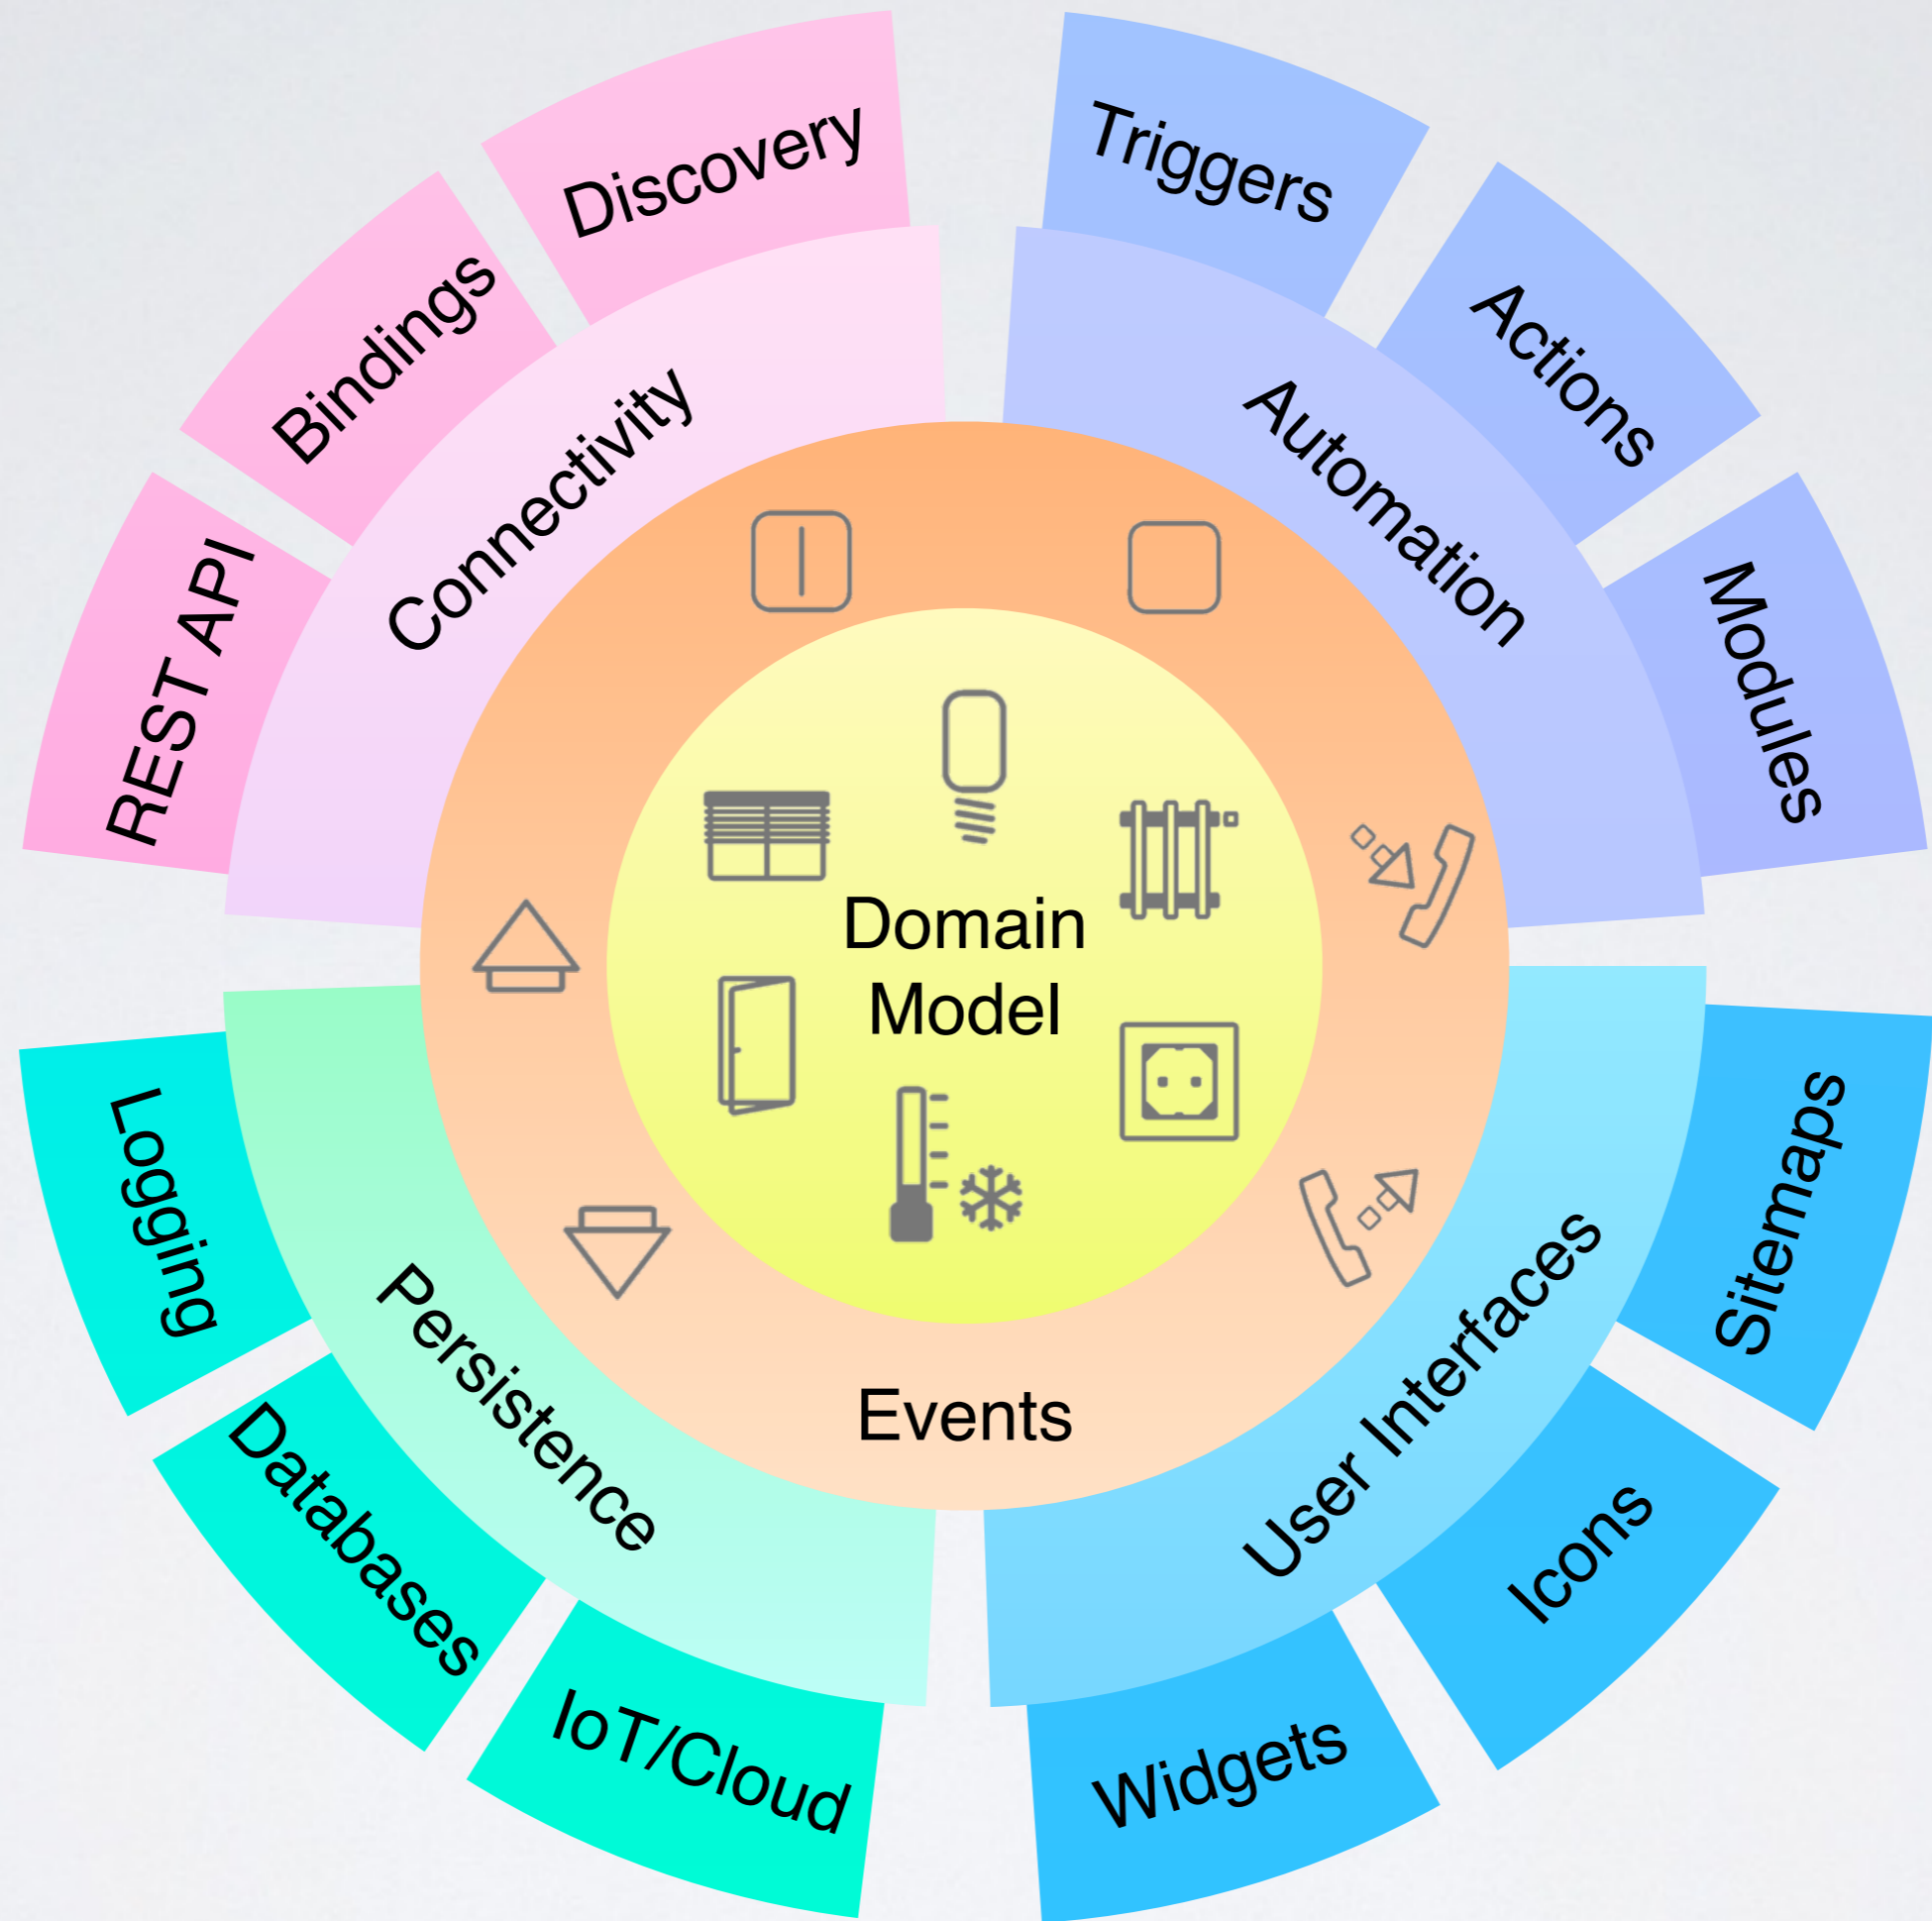 Discovery
Triggers
Bindings
Actions
Connectivity
Automation
REST API
Modules
Domain
Model
Logging
Sitemaps
Persistence
User Interfaces
Events
Databases
Icons
IoT/Cloud
Widgets